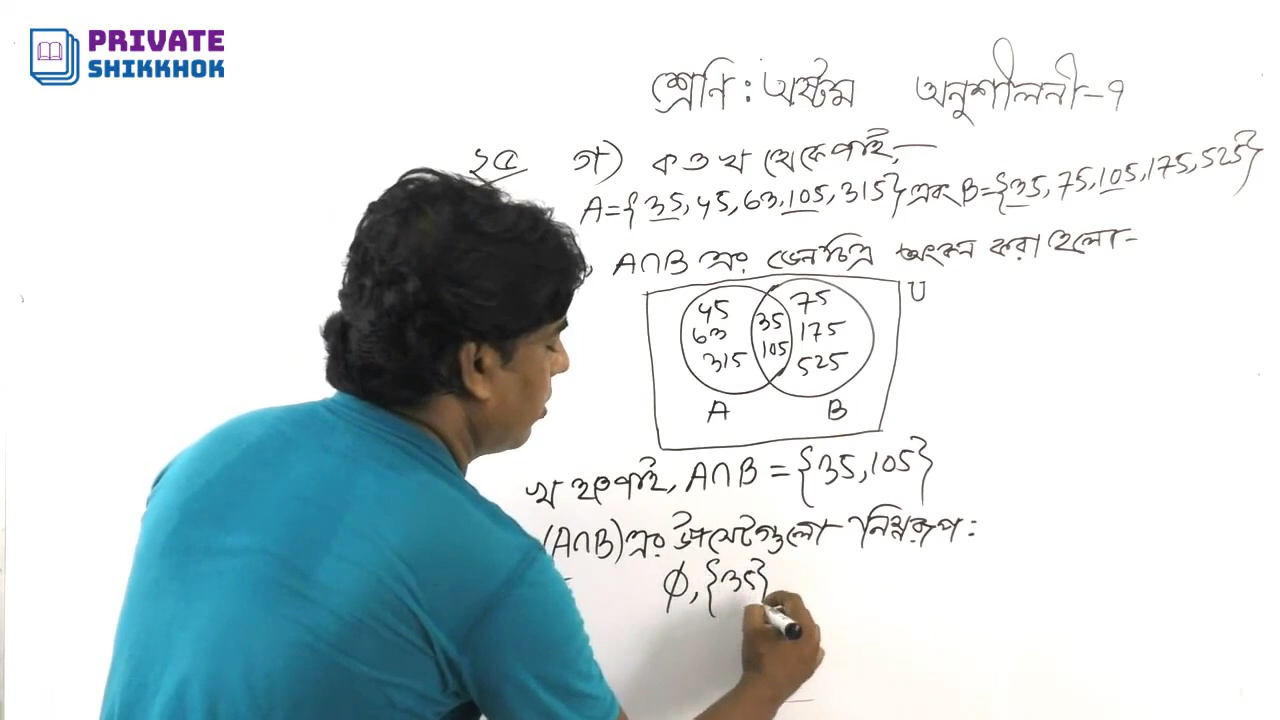 PRIVATE
SHIKKHOK
শ্রেণি : অষ্টম অনুশীলনী-৭
২৫ গ) ক ও খ থেকে পাই,—
A={35,45,63,105,315} এবং B={35,75,105,175,525}
A∩B এর ভেনচিত্র অংকন করা হলো-
U
45 75
63 35 175
315 105 525
A B
খ হতে পাই, A∩B = {35,105}
(A∩B) এর উপসেটগুলো নিম্নরূপ:
∅, {35}